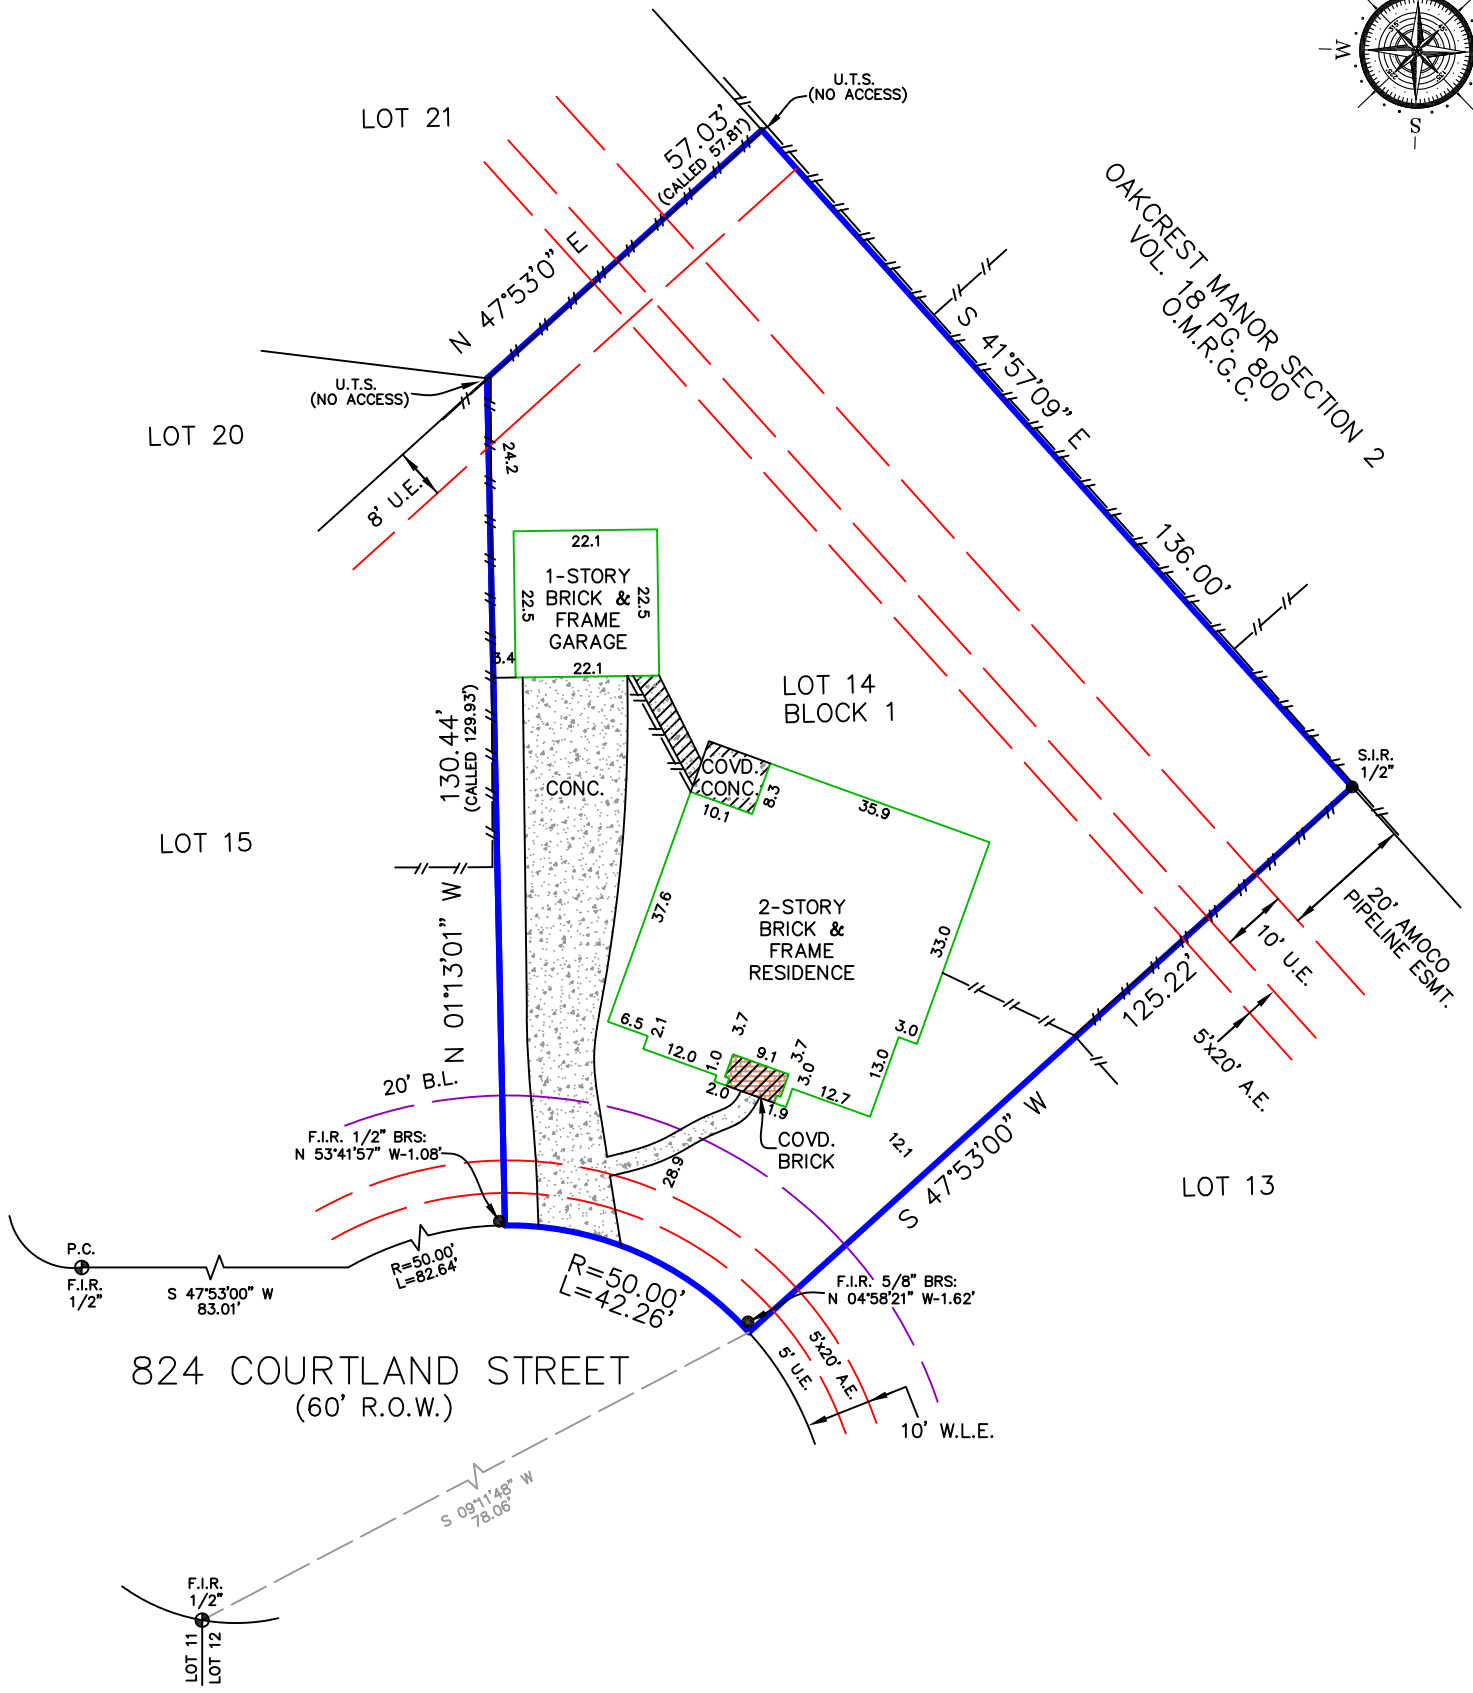 W
S
U.T.S.
(NO ACCESS)
LOT 21
57.03'
(CALLED 57.81')
N 47°53'0" E
OAKCREST MANOR SECTION 2
VOL. 18 PG. 800
O.M.R.G.C.
S 41°57'09" E
136.00'
U.T.S.
(NO ACCESS)
LOT 20
24.2
8' U.E.
22.1
1-STORY
BRICK &
FRAME
GARAGE
22.5
22.5
22.1
3.4
LOT 14
BLOCK 1
130.44'
(CALLED 129.93')
N 01°13'01" W
CONC.
COVD.
CONC.
10.1
8.3
35.9
S.I.R.
1/2"
LOT 15
37.6
2-STORY
BRICK &
FRAME
RESIDENCE
33.0
20' AMOCO
PIPELINE ESMT.
10' U.E.
5'x20' A.E.
125.22'
S 47°53'00" W
6.5
2.1
12.0
1.0
2.0
3.7
9.1
3.7
3.0
1.9
12.7
13.0
3.0
12.1
COVD.
BRICK
28.9
20' B.L.
F.I.R. 1/2" BRS:
N 53°41'57" W-1.08'
LOT 13
P.C.
F.I.R.
1/2"
S 47°53'00" W
83.01'
R=50.00'
L=82.64'
R=50.00'
L=42.26'
F.I.R. 5/8" BRS:
N 04°58'21" W-1.62'
5' U.E.
5'x20' A.E.
10' W.L.E.
824 COURTLAND STREET
(60' R.O.W.)
S 09°11'48" W
78.06'
F.I.R.
1/2"
LOT 11
LOT 12